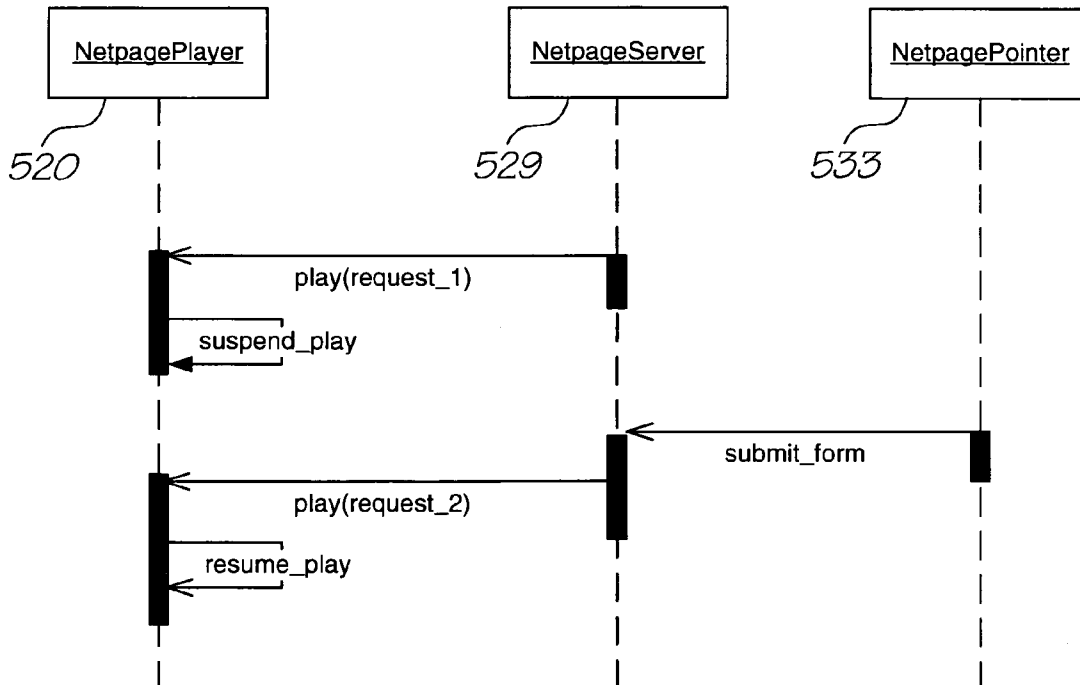 NetpagePlayer
NetpageServer
NetpagePointer
520
529
533
play(request_1)
suspend_play
submit_form
play(request_2)
resume_play